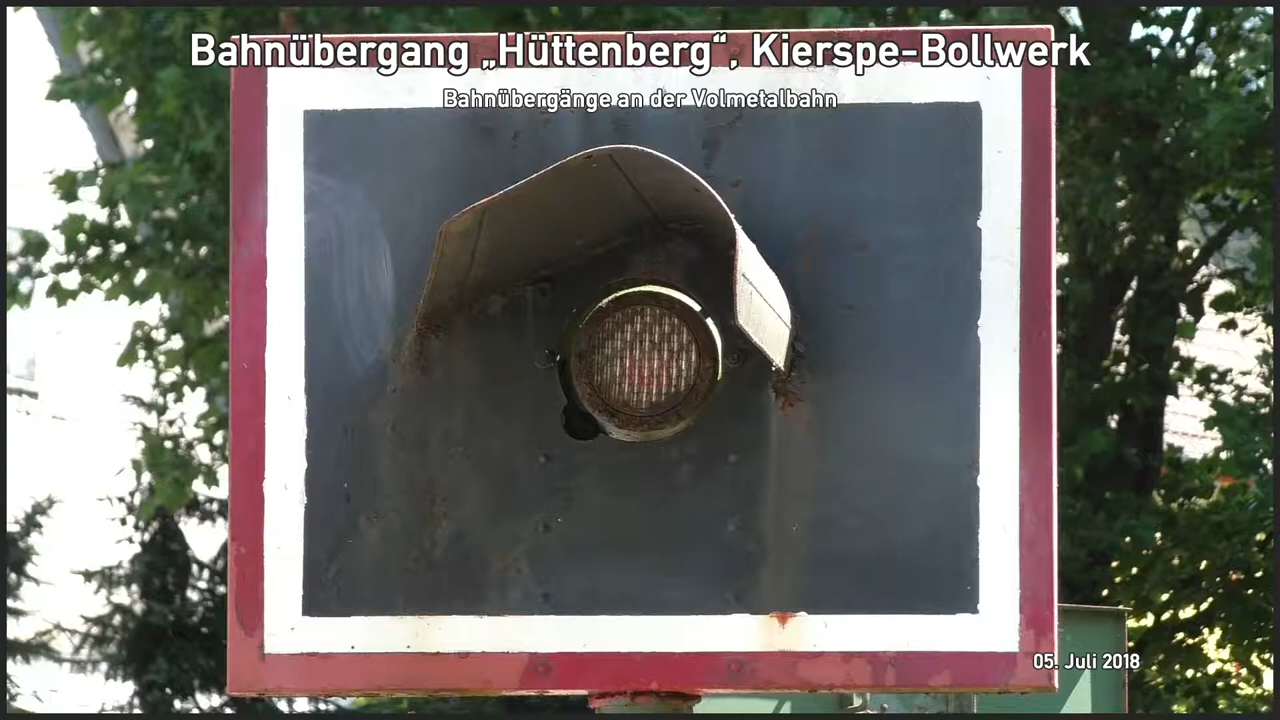 Bahnübergang „Hüttenberg“, Kierspe-Bollwerk
Bahnübergänge an der Volmetalbahn
05. Juli 2018